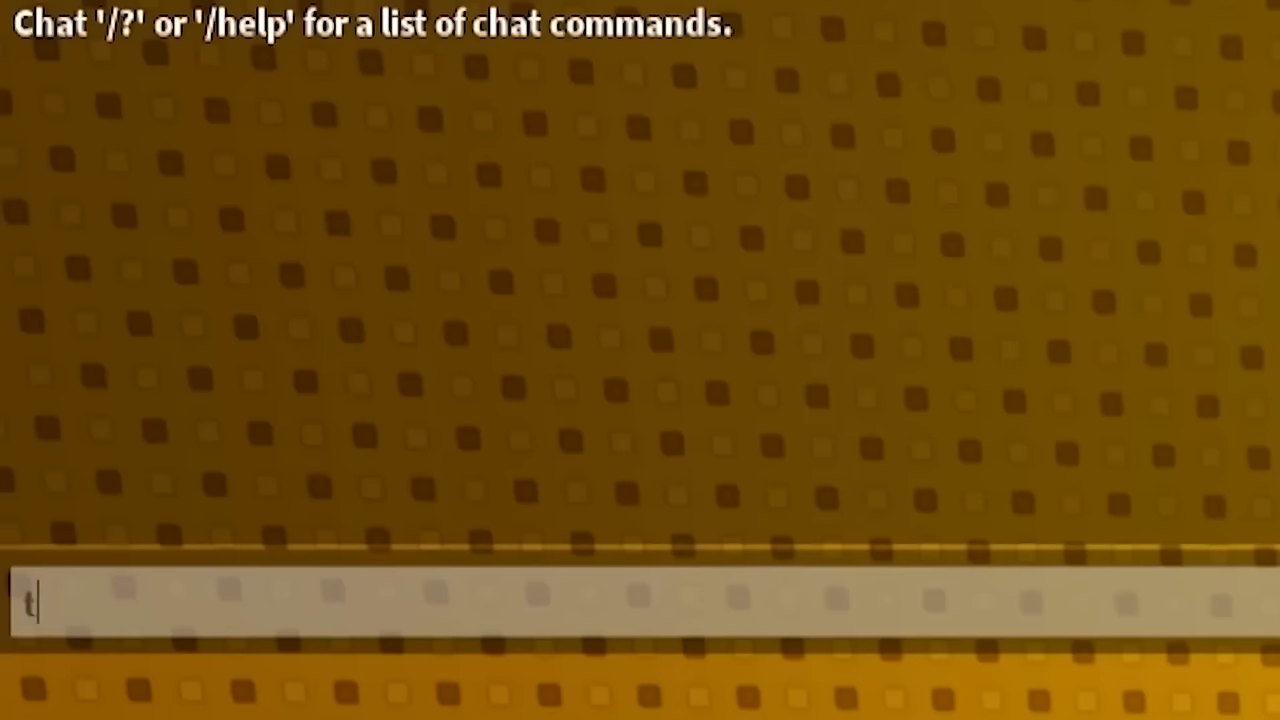 Chat '/?' or '/help' for a list of chat commands.
t